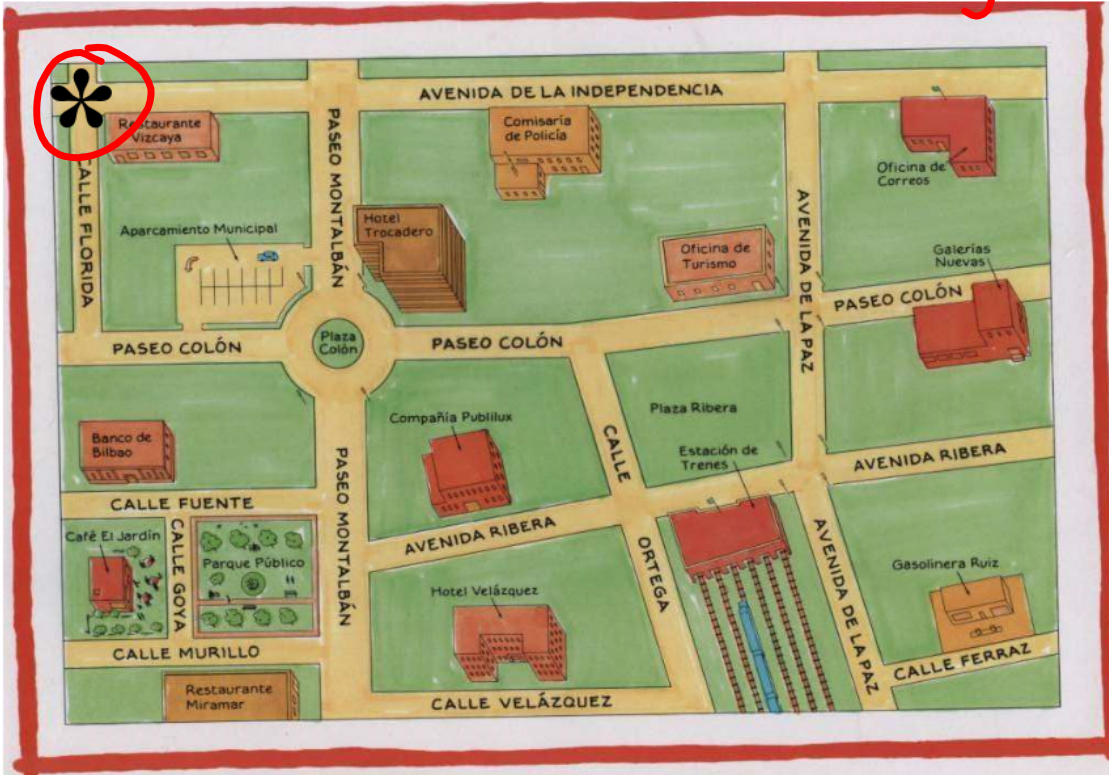 AVENIDA DE LA INDEPENDENCIA
Restaurante
Vizcaya
Comisaría
de Policía
Oficina de
Correos
CALLE FLORIDA
PASEO MONTALBÁN
AVENIDA DE LA PAZ
Aparcamiento Municipal
Hotel
Trocadero
Oficina de
Turismo
Galerías
Nuevas
PASEO COLÓN
Plaza
Colón
PASEO COLÓN
PASEO COLÓN
Banco de
Bilbao
Compañía Publilux
CALLE ORTEGA
Plaza Ribera
Estación de
Trenes
AVENIDA RIBERA
CALLE FUENTE
PASEO MONTALBÁN
AVENIDA RIBERA
Café El Jardín
CALLE GOYA
Parque Público
Hotel Velázquez
AVENIDA DE LA PAZ
Gasolinera Ruiz
CALLE MURILLO
CALLE FERRAZ
Restaurante
Miramar
CALLE VELÁZQUEZ